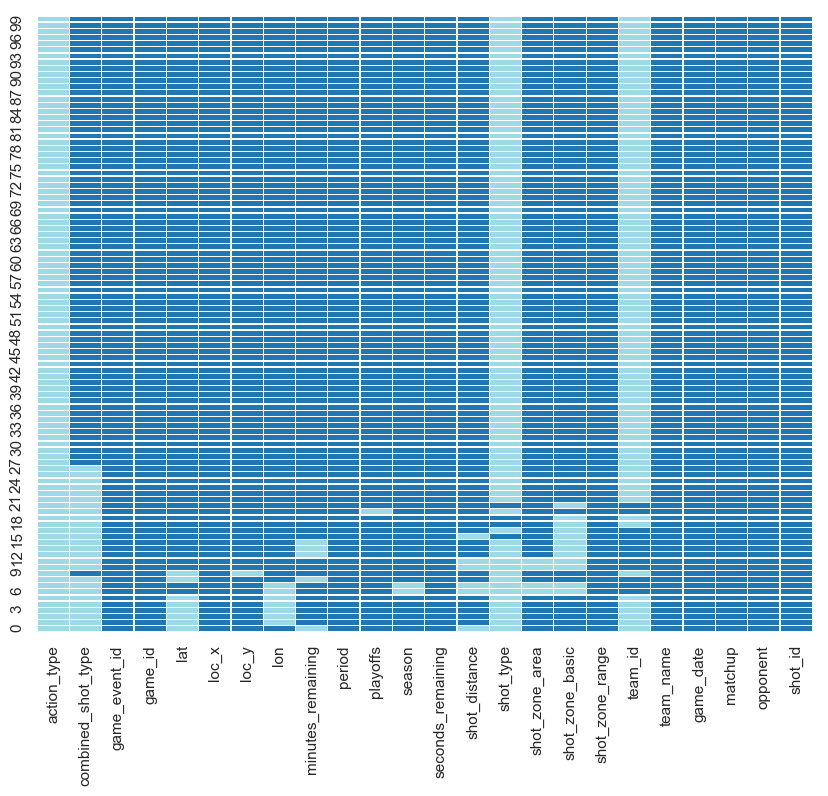 99
96
93
90
87
84
81
78
75
72
69
66
63
60
57
54
51
48
45
42
39
36
33
30
27
24
21
18
15
12
9
6
3
0
action_type
combined_shot_type
game_event_id
game_id
lat
loc_x
loc_y
lon
minutes_remaining
period
playoffs
season
seconds_remaining
shot_distance
shot_type
shot_zone_area
shot_zone_basic
shot_zone_range
team_id
team_name
game_date
matchup
opponent
shot_id